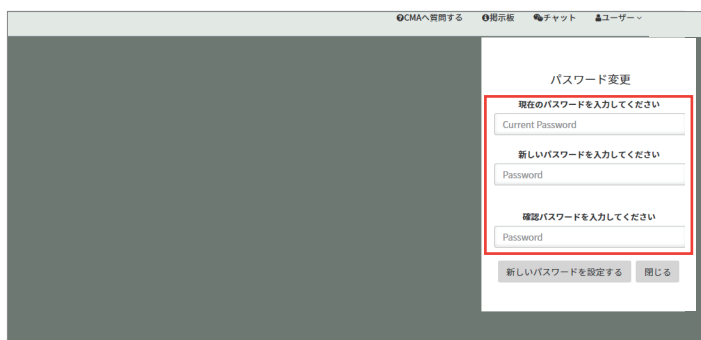 CMAへ質問する 掲示板 チャット ユーザー
パスワード変更
現在のパスワードを入力してください
Current Password
新しいパスワードを入力してください
Password
確認パスワードを入力してください
Password
新しいパスワードを設定する 閉じる